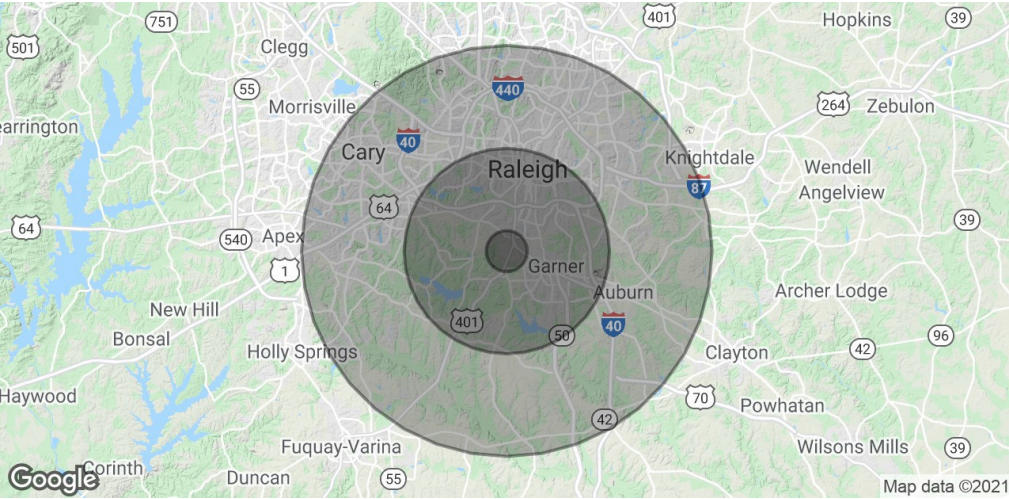 751
401
Hopkins
39
501
Clegg
55
440
Morrisville
264
Zebulon
earrington
40
Cary
Raleigh
Knightdale
Wendell
87
Angelview
64
64
39
540
Apex
Garner
1
Auburn
Archer Lodge
New Hill
401
40
50
Bonsal
96
Holly Springs
Clayton
42
Haywood
70
Powhatan
42
Fuquay-Varina
Wilsons Mills
39
Corinth
Duncan
55
Google
Map data ©2021